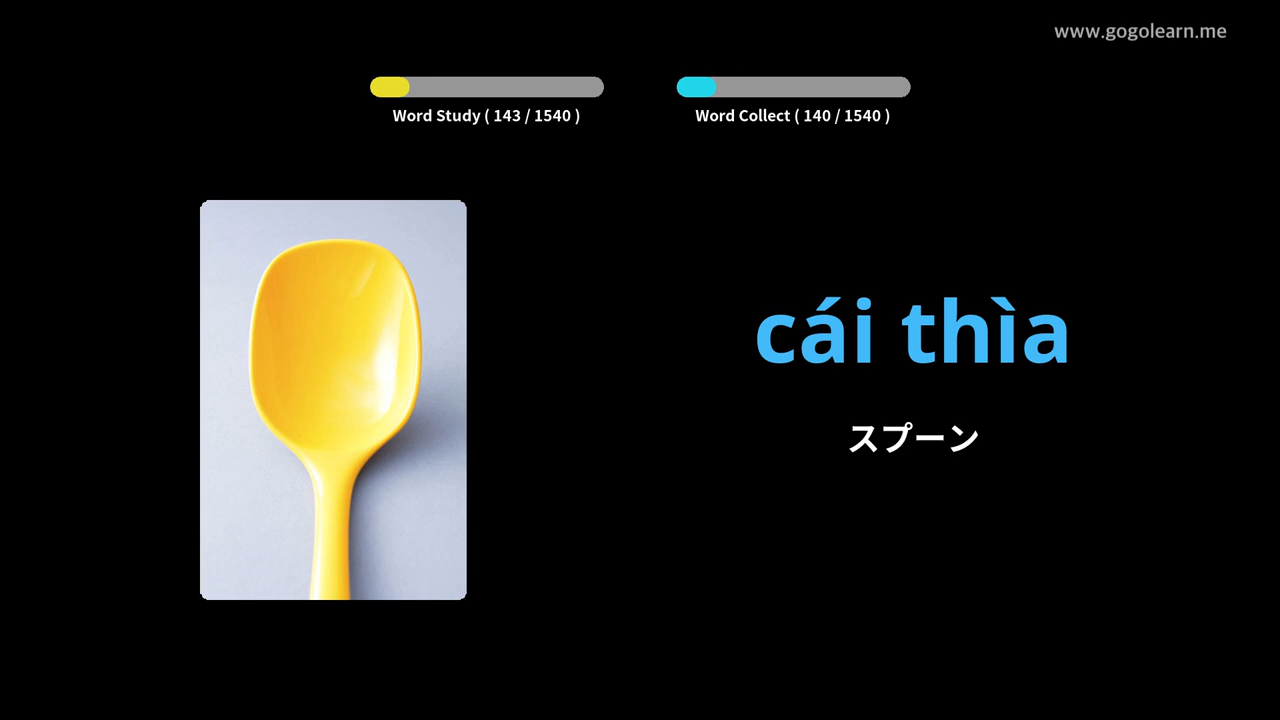 www.gogolearn.me
Word Study ( 143 / 1540 )
Word Collect ( 140 / 1540 )
cái thìa
スプーン